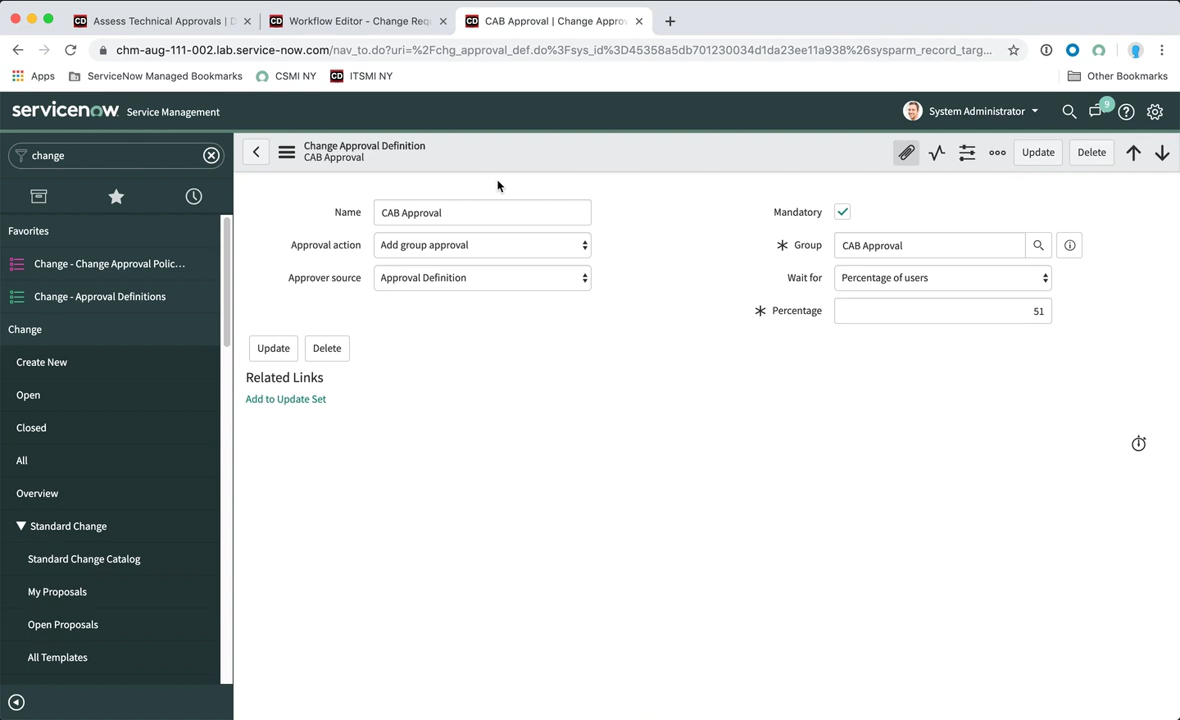 Assess Technical Approvals | D
Workflow Editor - Change Req
CAB Approval | Change Approv
chm-aug-111-002.lab.service-now.com/nav_to.do?uri=%2Fchg_approval_def.do%3Fsys_id%3D45358a5db701230034d1da23ee11a938%26sysparm_record_targ...
Apps
ServiceNow Managed Bookmarks
CSMI NY
ITSMI NY
Other Bookmarks
servicenow Service Management
System Administrator
9
change
Change Approval Definition
CAB Approval
Update
Delete
Favorites
Change - Change Approval Polic...
Change - Approval Definitions
Change
Create New
Open
Closed
All
Overview
Standard Change
Standard Change Catalog
My Proposals
Open Proposals
All Templates
Name
CAB Approval
Approval action
Add group approval
Approver source
Approval Definition
Mandatory
Group
CAB Approval
Wait for
Percentage of users
Percentage
51
Update
Delete
Related Links
Add to Update Set